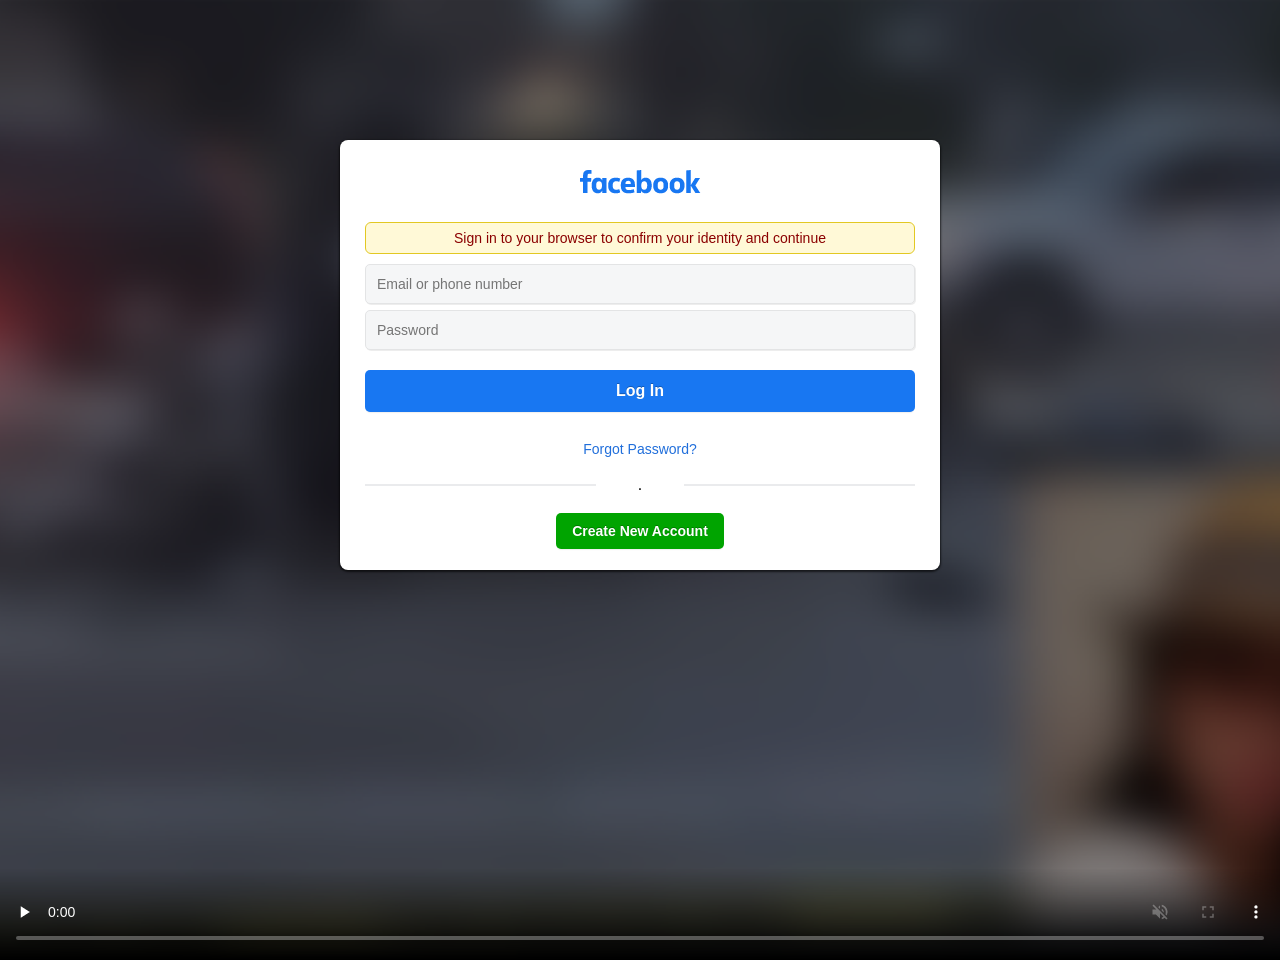 facebook
Sign in to your browser to confirm your identity and continue
Email or phone number
Password
Log In
Forgot Password?
.
Create New Account
0:00